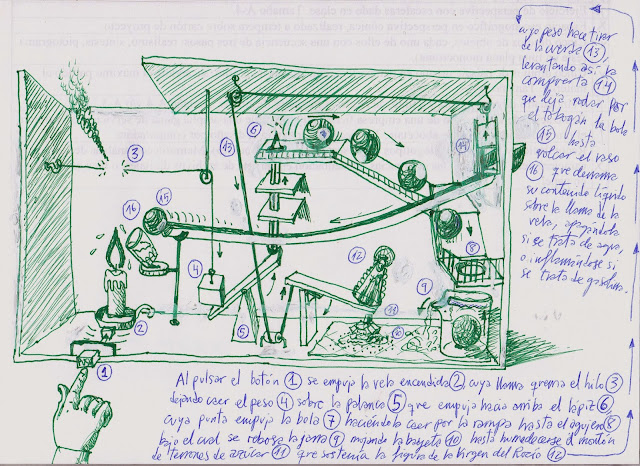 Al pulsar el botón ① se empuja la vela encendida ②, cuya llama quema el hilo ③
dejando caer el peso ④ sobre la palanca ⑤ que empuja hacia arriba el lápiz ⑥
cuya punta empuja la bola ⑦ haciéndola caer por la rampa hasta el agujero ⑧
bajo el cual se rebosa la jarra ⑨ mojando la bayeta ⑩ hasta humedecerse el montón
de terrones de azúcar ⑪ que sostenía la figura de la Virgen del Rocío ⑫
cuyo peso hace tirar
de la cuerda ⑬,
levantando así la
compuerta ⑭
que deja rodar por
el tobogán la bola
⑮ hasta
volcar el vaso
⑯ que derrama
su contenido líquido
sobre la llama de la
vela, apagándola
si se trata de agua,
o inflamándose si
se trata de gasolina.
1
2
3
4
5
6
7
8
9
10
11
12
13
14
15
16